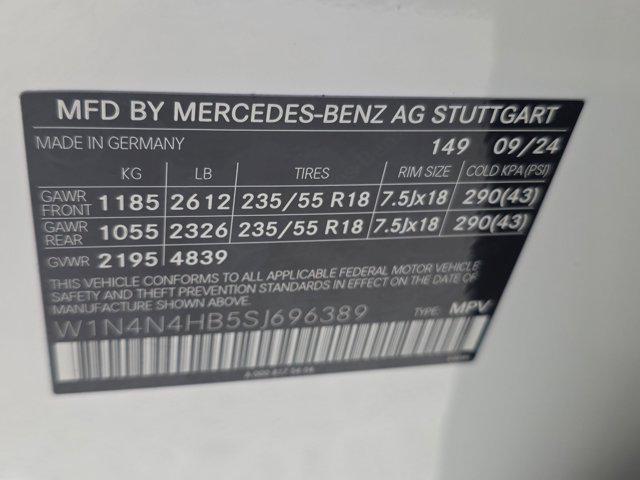 MFD BY MERCEDES-BENZ AG STUTTGART
MADE IN GERMANY 149 09/24
KG LB TIRES RIM SIZE COLD KPA (PSI)
GAWR FRONT 1185 2612 235/55 R18 7.5Jx18 290(43)
GAWR REAR 1055 2326 235/55 R18 7.5Jx18 290(43)
GVWR 2195 4839
THIS VEHICLE CONFORMS TO ALL APPLICABLE FEDERAL MOTOR VEHICLE
SAFETY AND THEFT PREVENTION STANDARDS IN EFFECT ON THE DATE OF
MANUFACTURE SHOWN ABOVE.
W1N4N4HB5SJ696389 TYPE: MPV